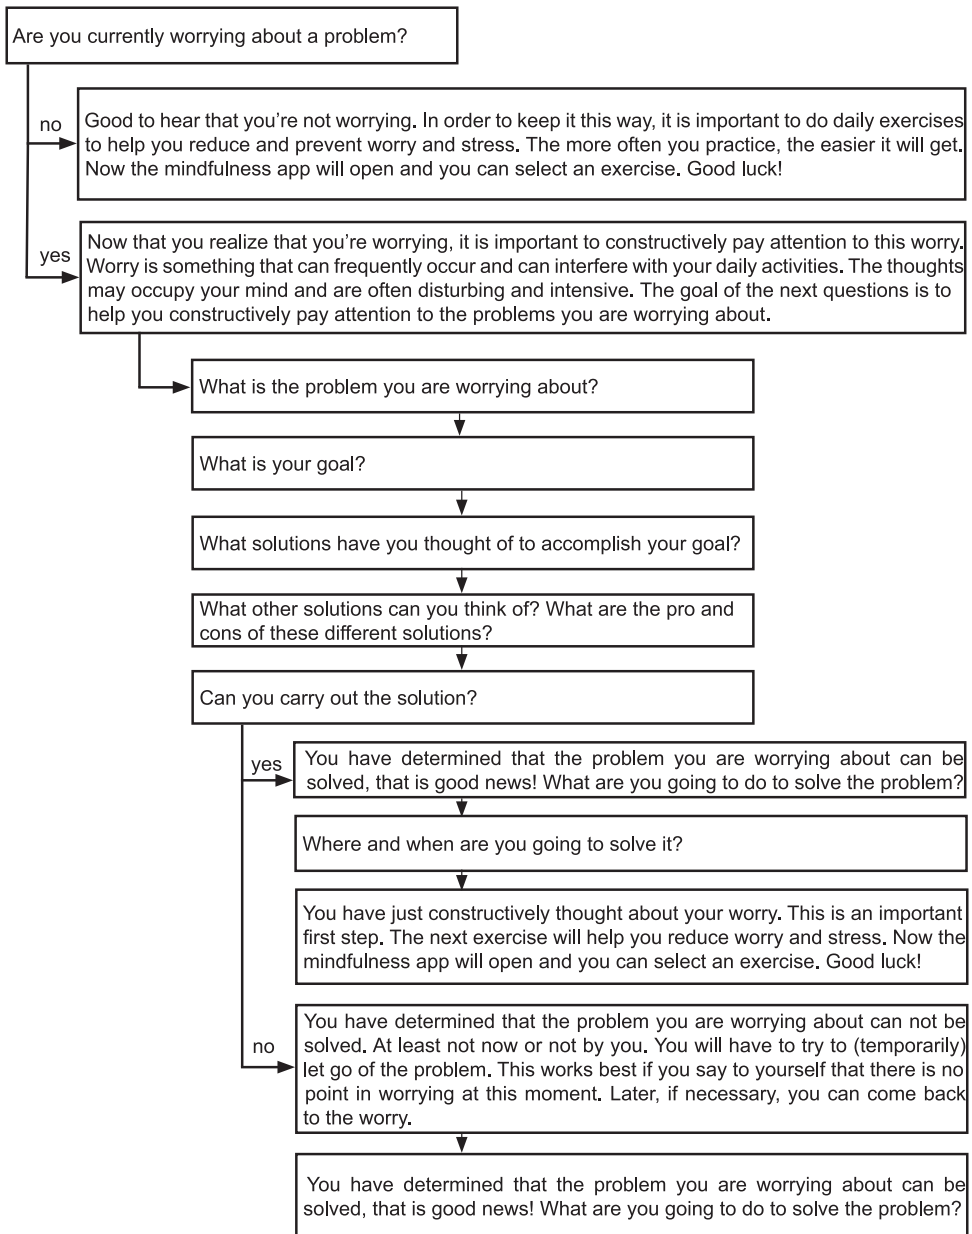 Are you currently worrying about a problem?
no
Good to hear that you're not worrying. In order to keep it this way, it is important to do daily exercises
to help you reduce and prevent worry and stress. The more often you practice, the easier it will get.
Now the mindfulness app will open and you can select an exercise. Good luck!
yes
Now that you realize that you're worrying, it is important to constructively pay attention to this worry.
Worry is something that can frequently occur and can interfere with your daily activities. The thoughts
may occupy your mind and are often disturbing and intensive. The goal of the next questions is to
help you constructively pay attention to the problems you are worrying about.
What is the problem you are worrying about?
What is your goal?
What solutions have you thought of to accomplish your goal?
What other solutions can you think of? What are the pro and
cons of these different solutions?
Can you carry out the solution?
yes
You have determined that the problem you are worrying about can be
solved, that is good news! What are you going to do to solve the problem?
Where and when are you going to solve it?
You have just constructively thought about your worry. This is an important
first step. The next exercise will help you reduce worry and stress. Now the
mindfulness app will open and you can select an exercise. Good luck!
no
You have determined that the problem you are worrying about can not be
solved. At least not now or not by you. You will have to try to (temporarily)
let go of the problem. This works best if you say to yourself that there is no
point in worrying at this moment. Later, if necessary, you can come back
to the worry.
You have determined that the problem you are worrying about can be
solved, that is good news! What are you going to do to solve the problem?